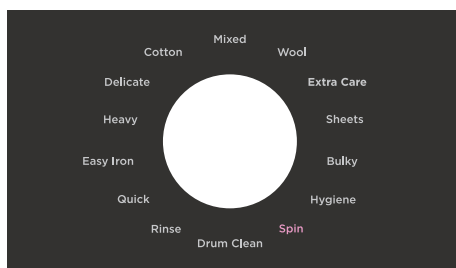 Mixed
Cotton Wool
Delicate Extra Care
Heavy Sheets
Easy Iron Bulky
Quick Hygiene
Rinse Spin
Drum Clean